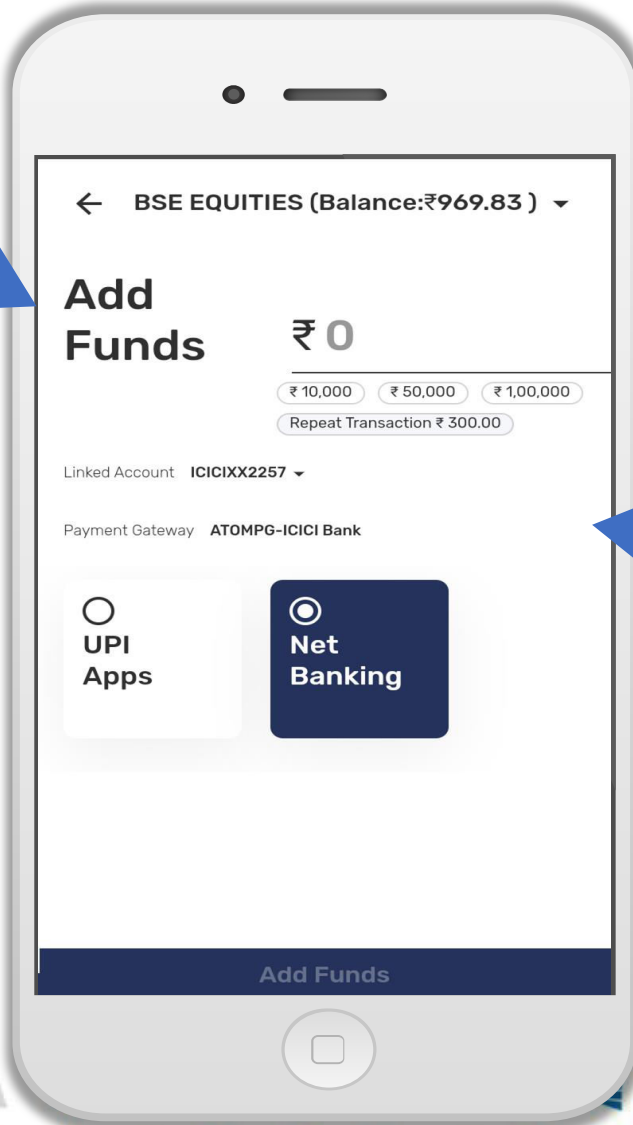 BSE EQUITIES (Balance:₹969.83 )
Add
Funds
₹ 0
₹ 10,000 ₹ 50,000 ₹ 1,00,000
Repeat Transaction ₹ 300.00
Linked Account ICICIXX2257
Payment Gateway ATOMPG-ICICI Bank
UPI
Apps
Net
Banking
Add Funds